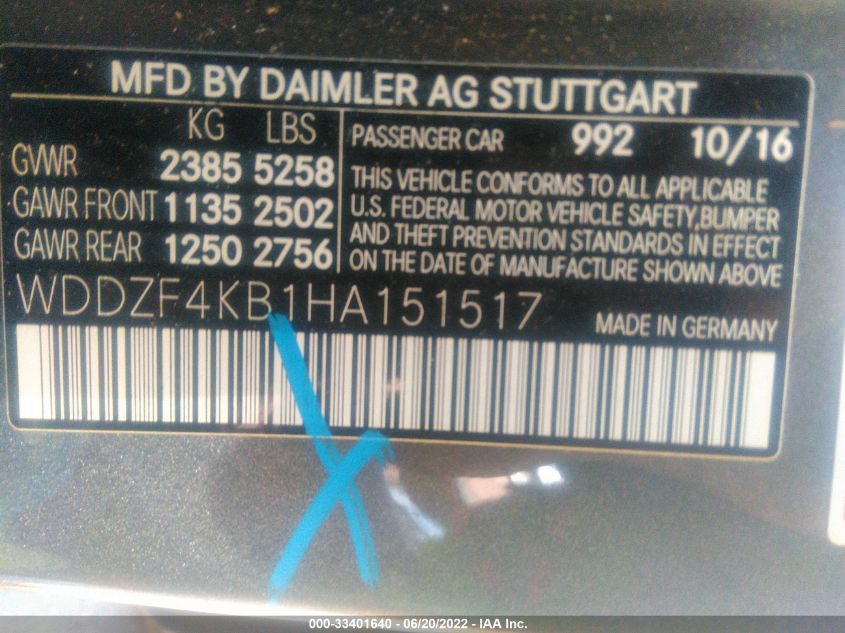 MFD BY DAIMLER AG STUTTGART
KG LBS
GVWR 2385 5258
GAWR FRONT 1135 2502
GAWR REAR 1250 2756
PASSENGER CAR 992 10/16
THIS VEHICLE CONFORMS TO ALL APPLICABLE
U.S. FEDERAL MOTOR VEHICLE SAFETY,BUMPER
AND THEFT PREVENTION STANDARDS IN EFFECT
ON THE DATE OF MANUFACTURE SHOWN ABOVE
WDDZF4KB1HA151517
MADE IN GERMANY
000-33401640 - 06/20/2022 - IAA Inc.